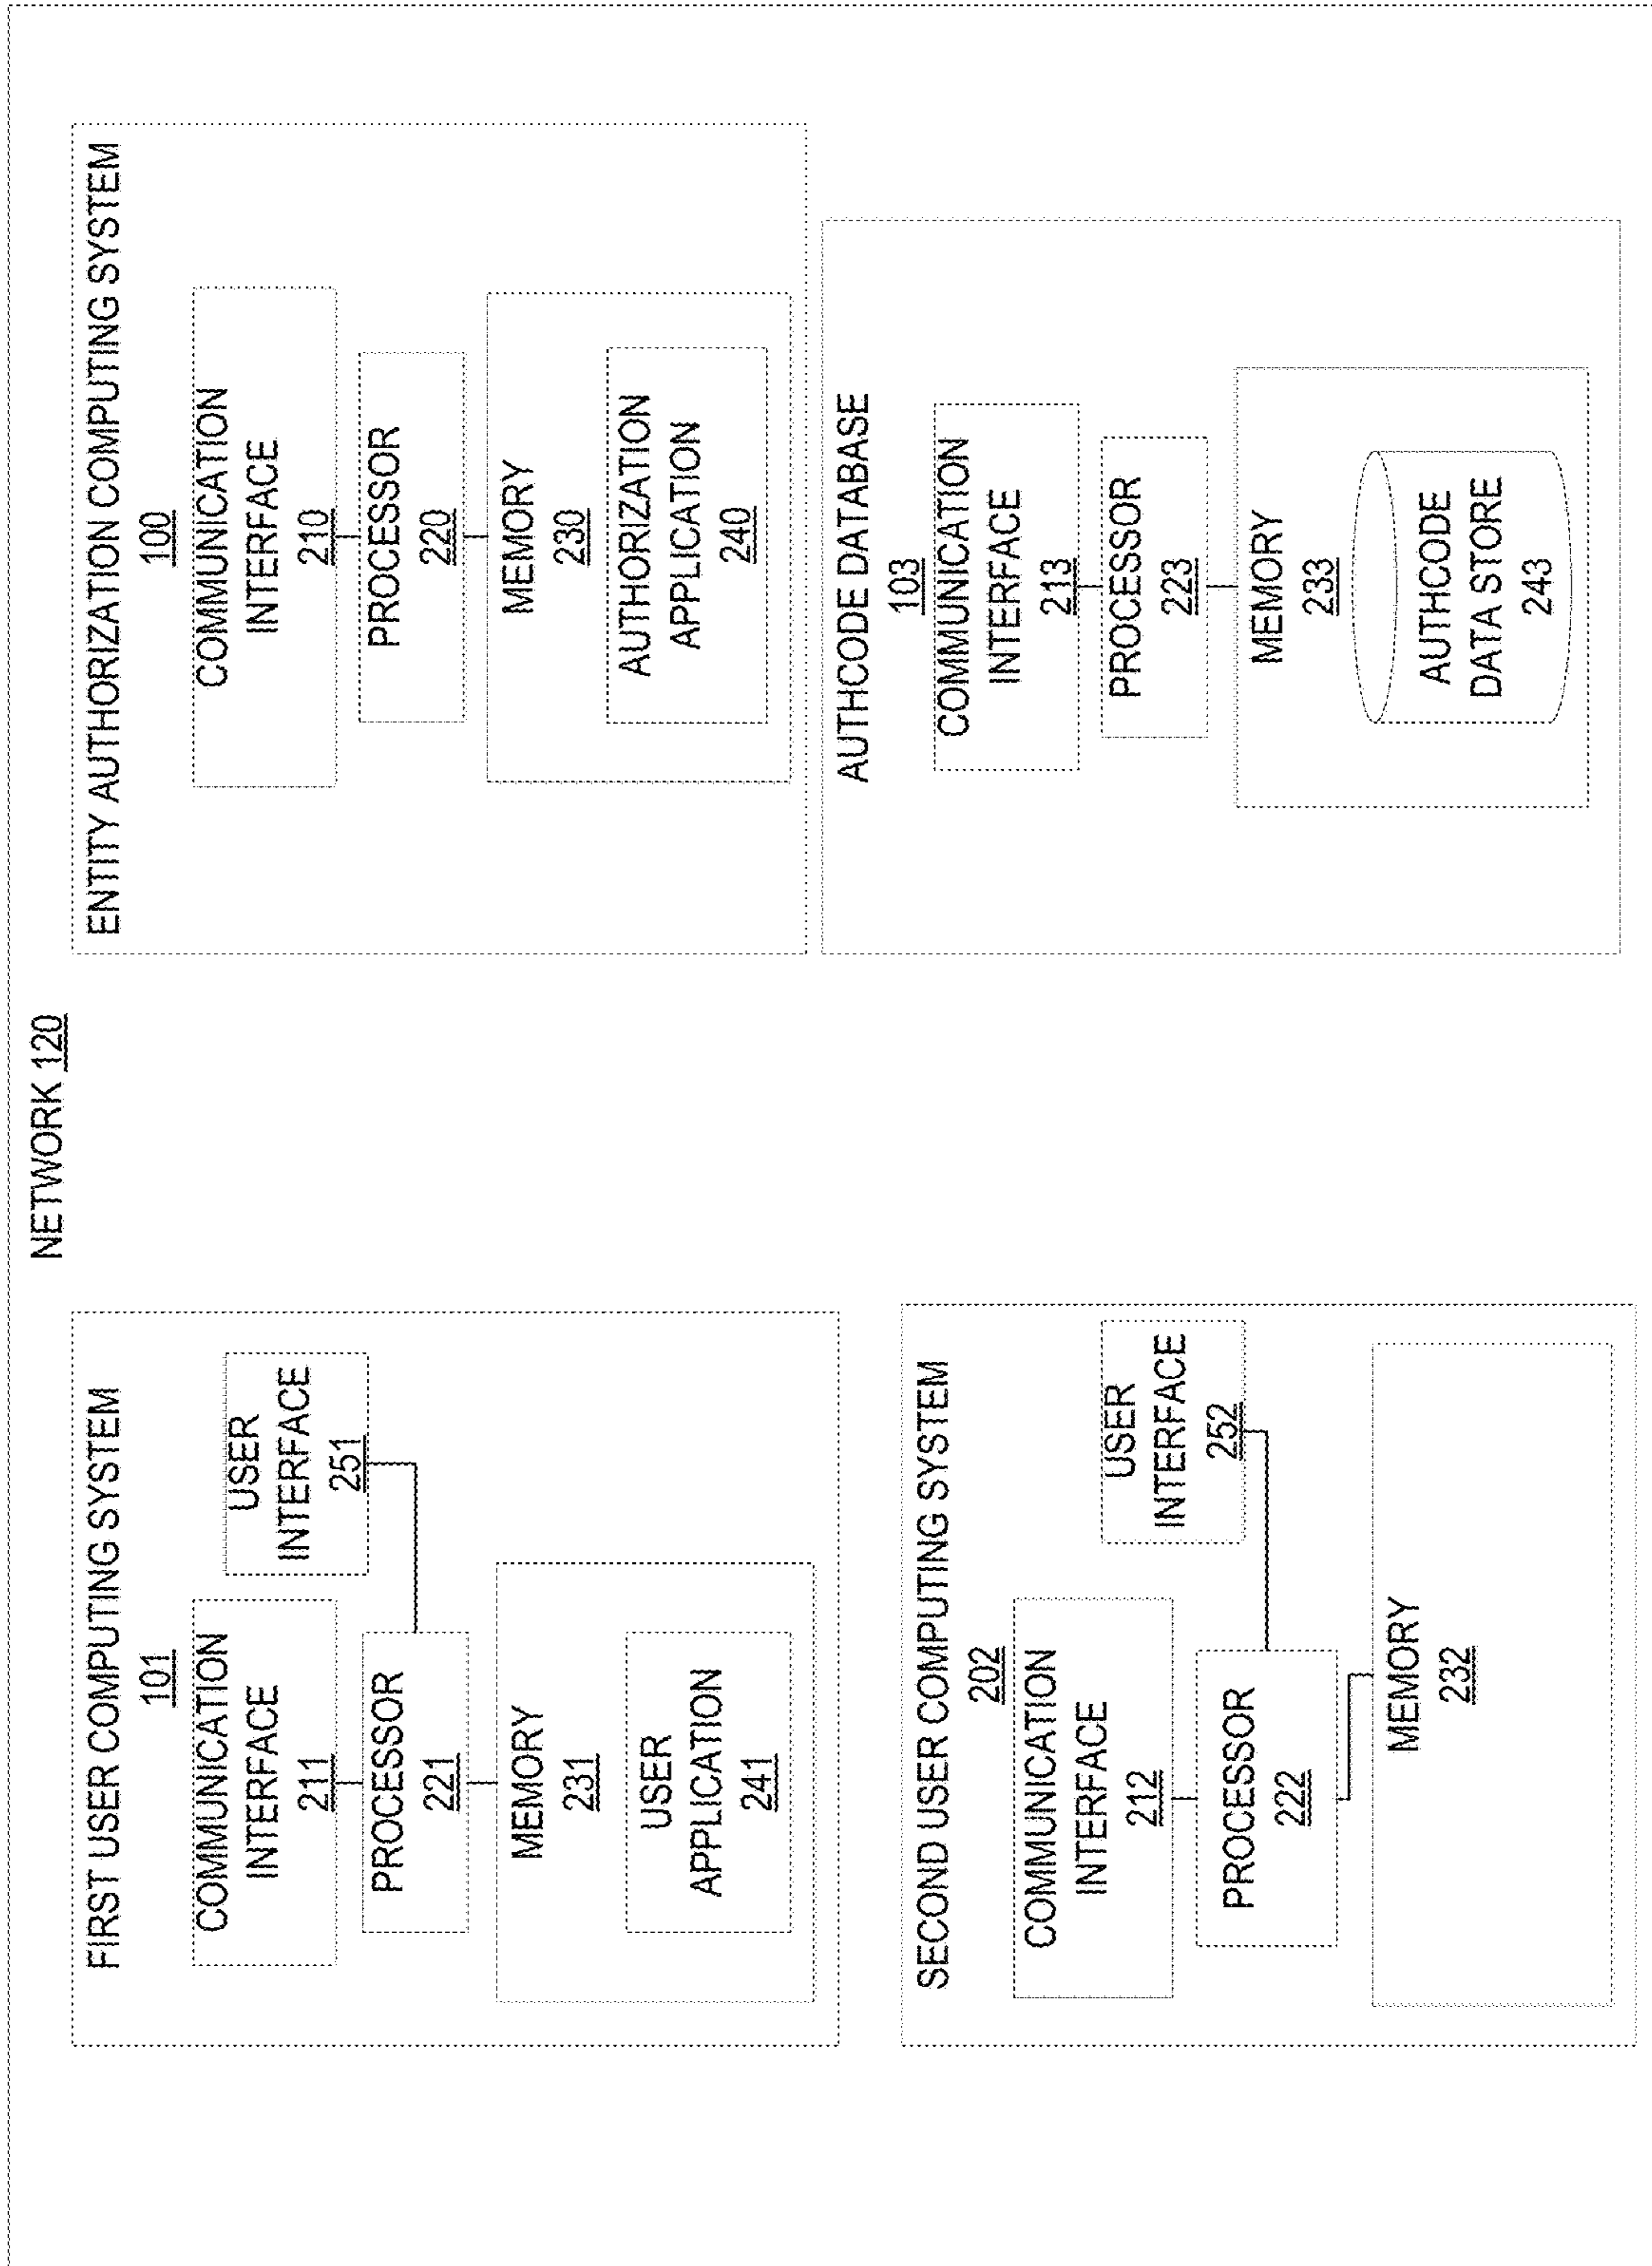 NETWORK 120
FIRST USER COMPUTING SYSTEM
101
COMMUNICATION
INTERFACE
211
USER
INTERFACE
251
PROCESSOR
221
MEMORY
231
USER
APPLICATION
241
SECOND USER COMPUTING SYSTEM
202
COMMUNICATION
INTERFACE
212
USER
INTERFACE
252
PROCESSOR
222
MEMORY
232
ENTITY AUTHORIZATION COMPUTING SYSTEM
100
COMMUNICATION
INTERFACE
210
PROCESSOR
220
MEMORY
230
AUTHORIZATION
APPLICATION
240
AUTHCODE DATABASE
103
COMMUNICATION
INTERFACE
213
PROCESSOR
223
MEMORY
233
AUTHCODE
DATA STORE
243